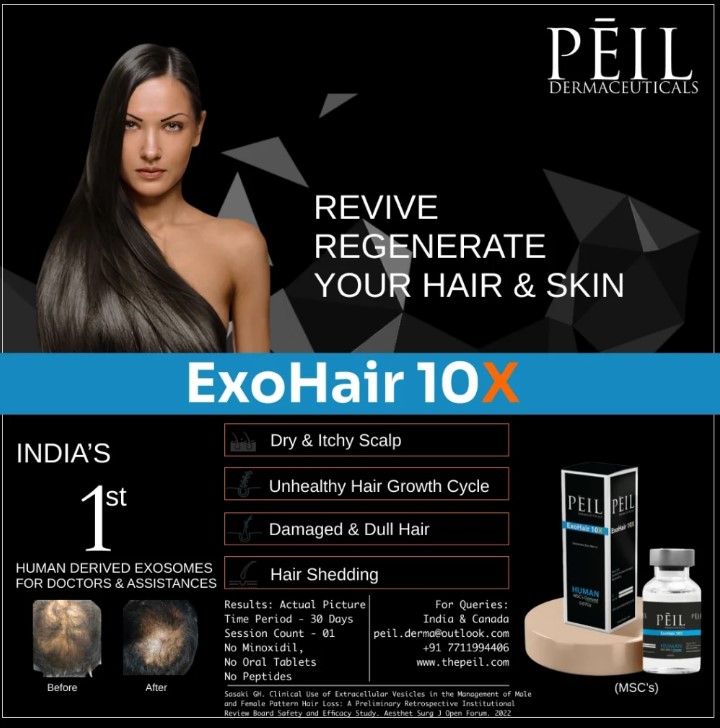 PĒIL
DERMACEUTICALS
REVIVE
REGENERATE
YOUR HAIR & SKIN
ExoHair 10X
INDIA'S
1st
HUMAN DERIVED EXOSOMES
FOR DOCTORS & ASSISTANCES
Before
After
Dry & Itchy Scalp
Unhealthy Hair Growth Cycle
Damaged & Dull Hair
Hair Shedding
Results: Actual Picture
Time Period - 30 Days
Session Count - 01
No Minoxidil,
No Oral Tablets
No Peptides
For Queries:
India & Canada
peil.derma@outlook.com
+91 7711994406
www.thepeil.com
Sasaki GH. Clinical Use of Extracellular Vesicles in the Management of Male
and Female Pattern Hair Loss: A Preliminary Retrospective Institutional
Review Board Safety and Efficacy Study. Aesthet Surg J Open Forum. 2022
PEIL
ExoHair 10X
HUMAN
PEIL
ExoHair 10X
PĒIL
ExoHair 10X
(MSC's)